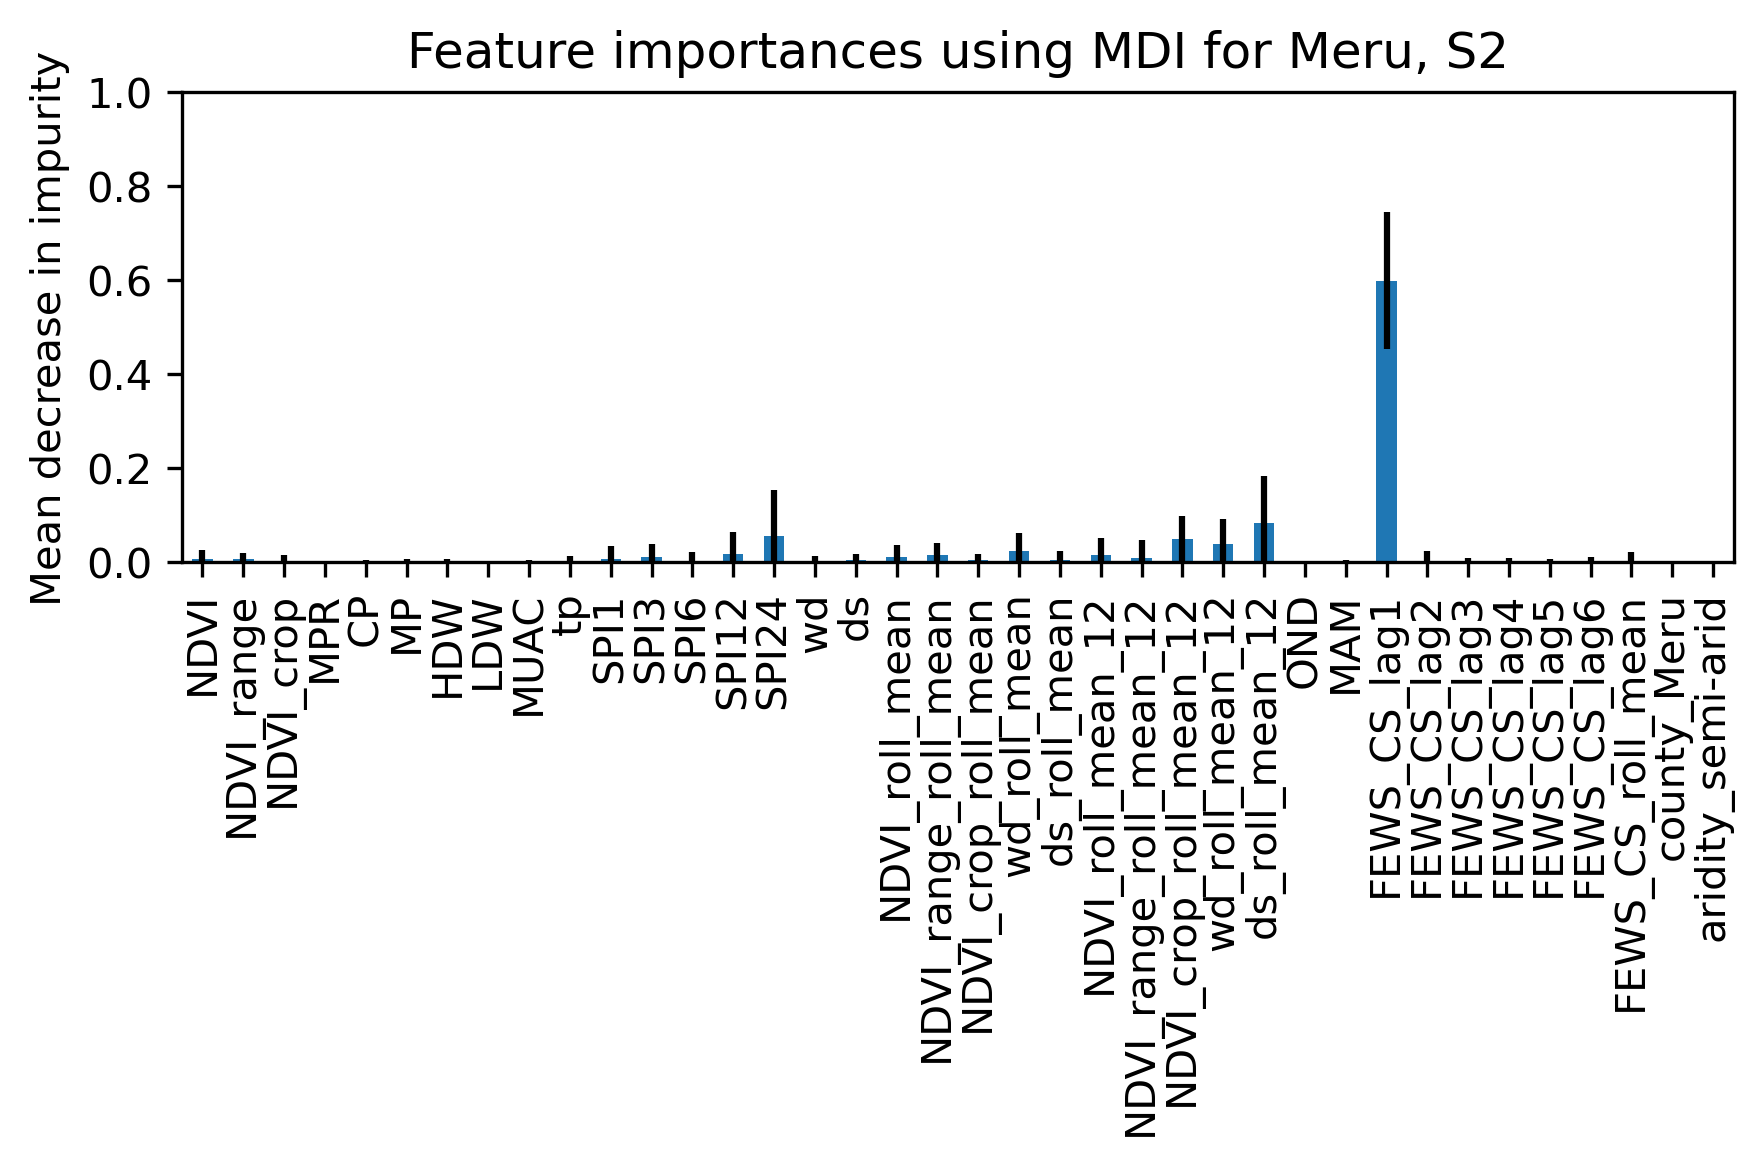 Feature importances using MDI for Meru, S2
Mean decrease in impurity
1.0
0.8
0.6
0.4
0.2
0.0
NDVI
NDVI_range
NDVI_crop
MPR
CP
MP
HDW
LDW
MUAC
tp
SPI1
SPI3
SPI6
SPI12
SPI24
wd
ds
NDVI_roll_mean
NDVI_range_roll_mean
NDVI_crop_roll_mean
wd_roll_mean
ds_roll_mean
NDVI_roll_mean_12
NDVI_range_roll_mean_12
NDVI_crop_roll_mean_12
wd_roll_mean_12
ds_roll_mean_12
OND
MAM
FEWS_CS_lag1
FEWS_CS_lag2
FEWS_CS_lag3
FEWS_CS_lag4
FEWS_CS_lag5
FEWS_CS_lag6
FEWS_CS_roll_mean
county_Meru
aridity_semi-arid